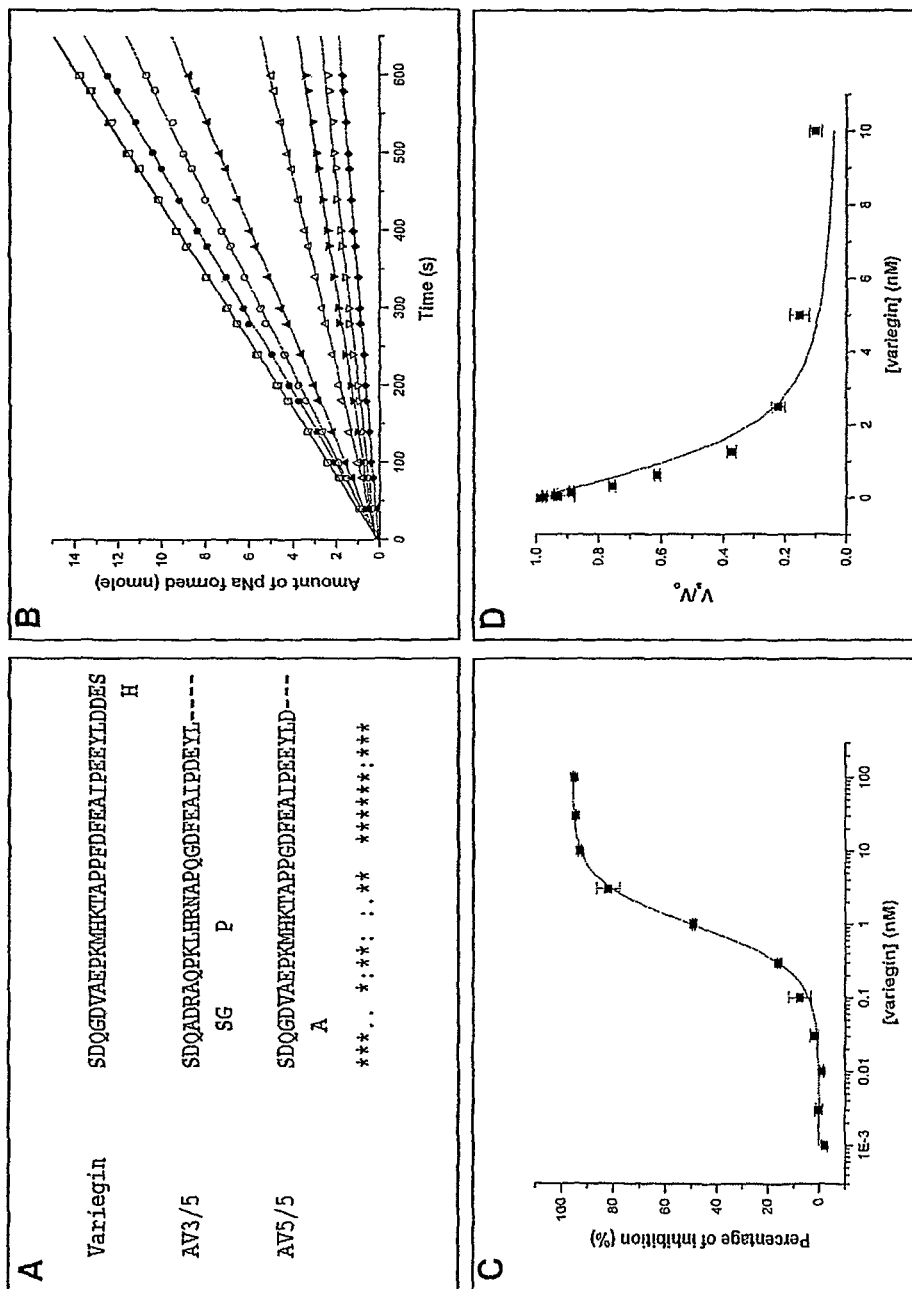 A
Variegin SDQGDVAEPKMHKTAPPFDFEAIPEEYLDDES
H
AV3/5 SDQADRAQPKLHRNAPQGDFEAIPDEYL----
SG P
AV5/5 SDQGDVAEPKMHKTAPPGDFEAIPEEYLD---
A
***.. *:**: :.** ******:***
B
Amount of pNa formed (nmole)
14
12
10
8
6
4
2
0
0 100 200 300 400 500 600
Time (s)
C
Percentage of inhibition (%)
100
80
60
40
20
0
1E-3 0.01 0.1 1 10 100
[variegin] (nM)
D
Vs/Vo
1.0
0.8
0.6
0.4
0.2
0.0
0 2 4 6 8 10
[variegin] (nM)